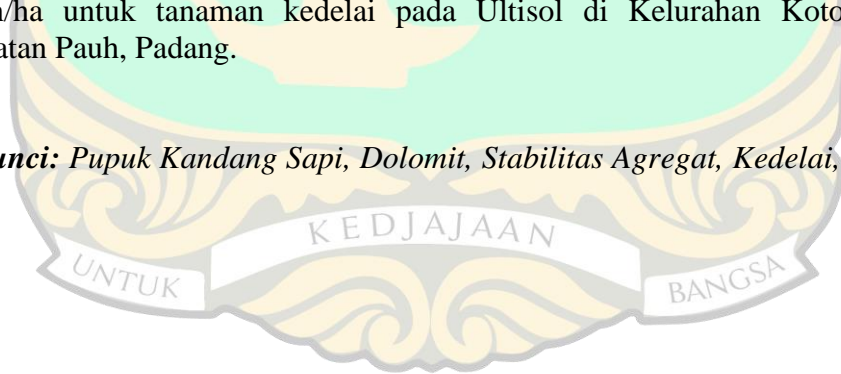 /ha untuk tanaman kedelai pada Ultisol di Kelurahan Koto
atan Pauh, Padang.
unci: Pupuk Kandang Sapi, Dolomit, Stabilitas Agregat, Kedelai,
UNTUK KEDJAJAAN BANGSA